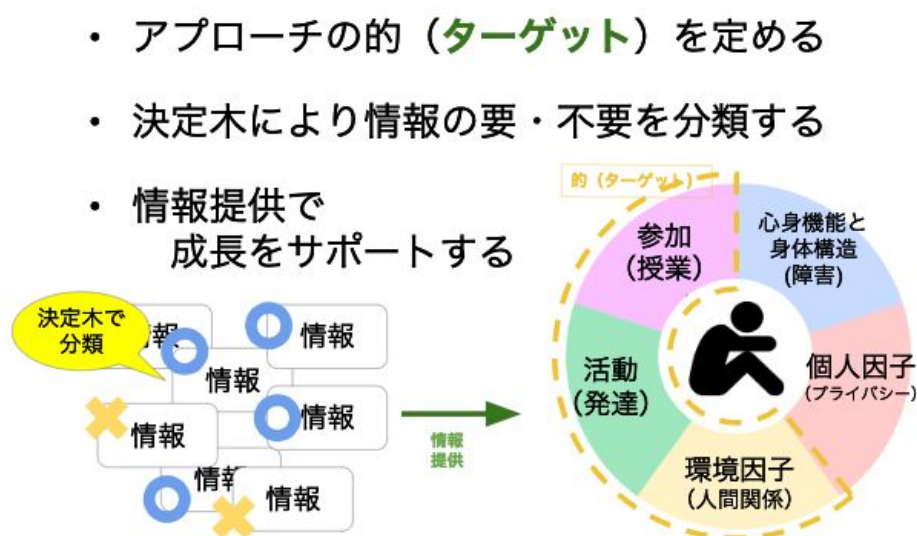 ・ アプローチの的（ターゲット）を定める
・ 決定木により情報の要・不要を分類する
・ 情報提供で
成長をサポートする
決定木で
分類
情報
情報
情報
情報
情報
情報
情報
情報
提供
的（ターゲット）
参加
（授業）
心身機能と
身体構造
(障害)
活動
（発達）
個人因子
（プライバシー）
環境因子
（人間関係）